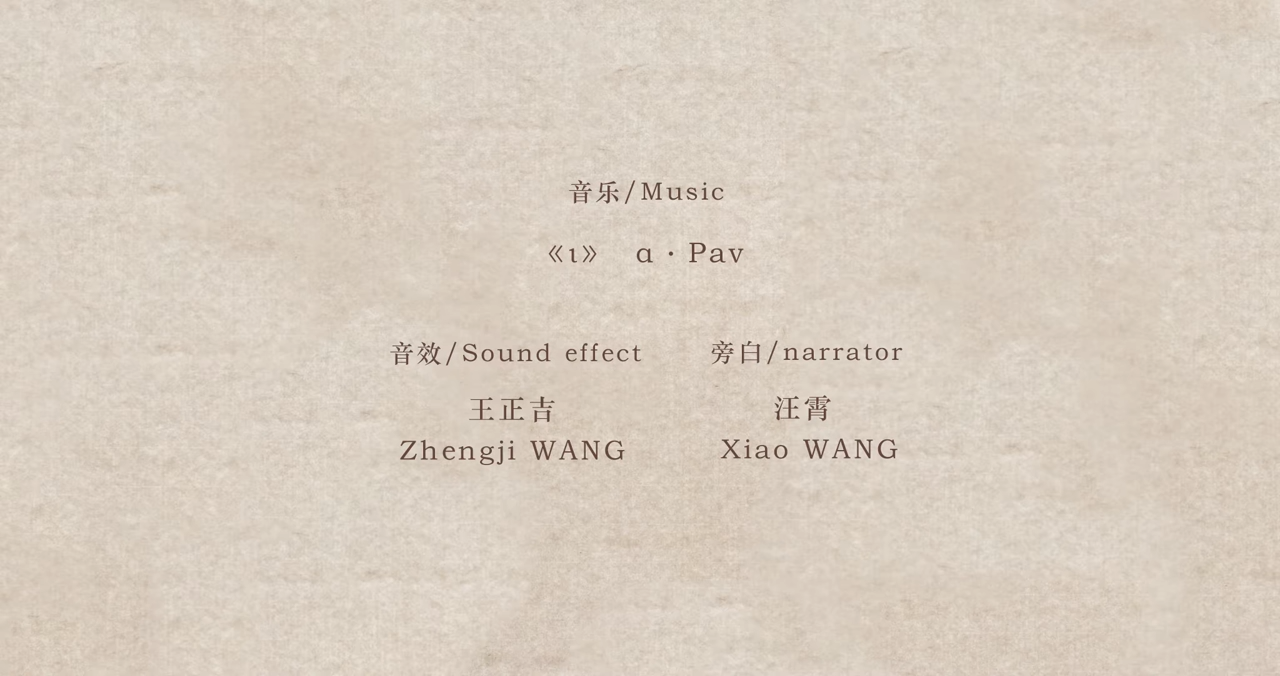 音乐/Music
《ı》 ɑ · Pav
音效/Sound effect
王正吉
Zhengji WANG
旁白/narrator
汪霄
Xiao WANG